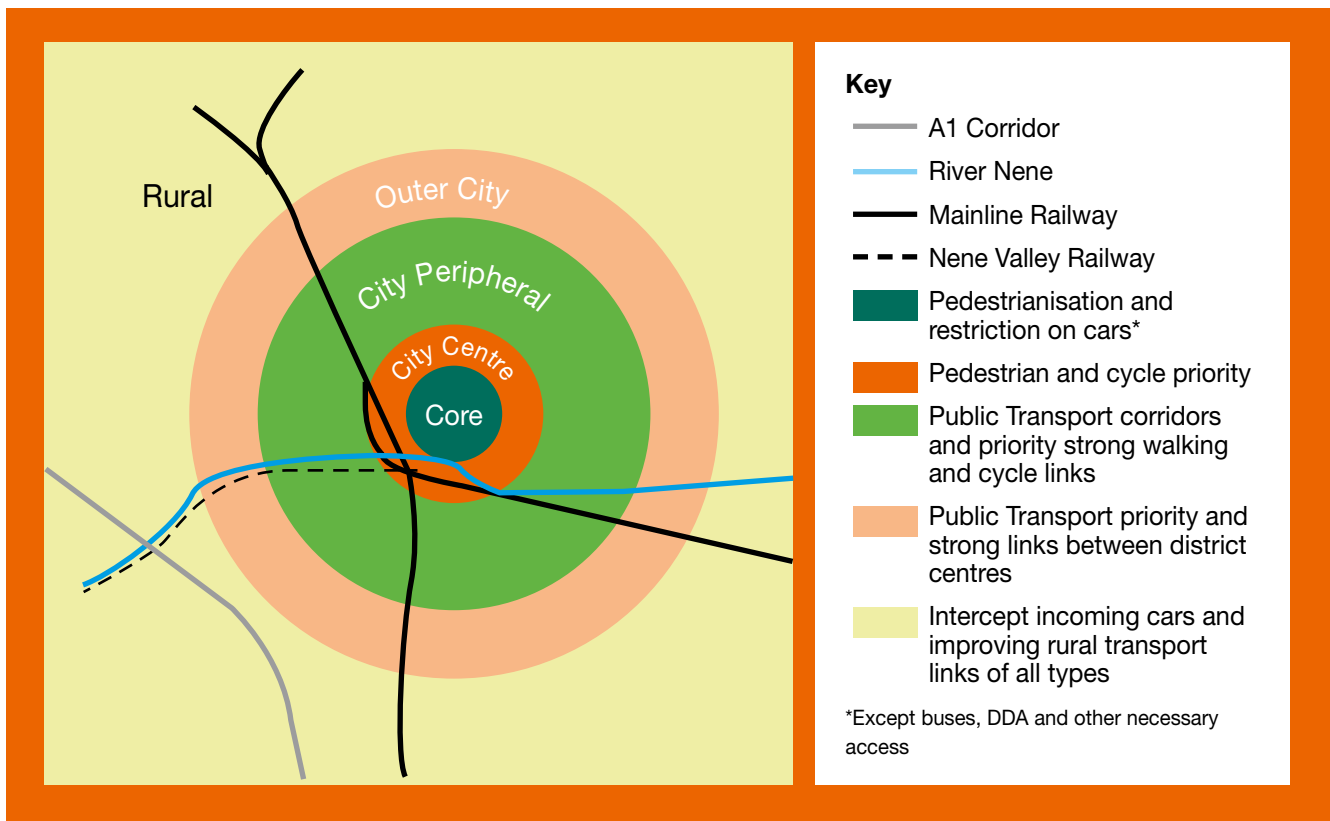 Rural
Outer City
City Peripheral
City Centre
Core
Key
A1 Corridor
River Nene
Mainline Railway
Nene Valley Railway
Pedestrianisation and
restriction on cars*
Pedestrian and cycle priority
Public Transport corridors
and priority strong walking
and cycle links
Public Transport priority and
strong links between district
centres
Intercept incoming cars and
improving rural transport
links of all types
*Except buses, DDA and other necessary
access